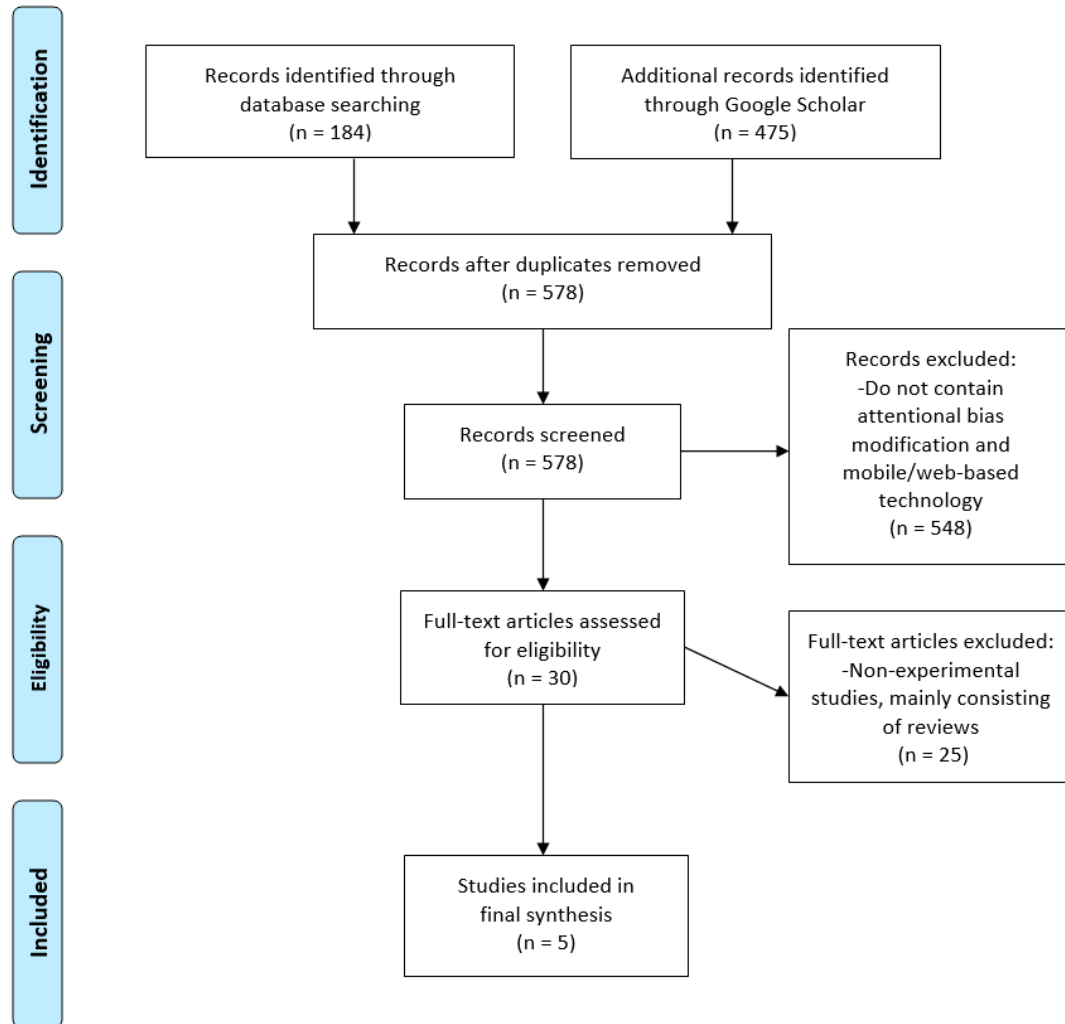 Identification
Records identified through
database searching
(n = 184)
Additional records identified
through Google Scholar
(n = 475)
Screening
Records after duplicates removed
(n = 578)
Records screened
(n = 578)
Records excluded:
-Do not contain
attentional bias
modification and
mobile/web-based
technology
(n = 548)
Eligibility
Full-text articles assessed
for eligibility
(n = 30)
Full-text articles excluded:
-Non-experimental
studies, mainly consisting
of reviews
(n = 25)
Included
Studies included in
final synthesis
(n = 5)